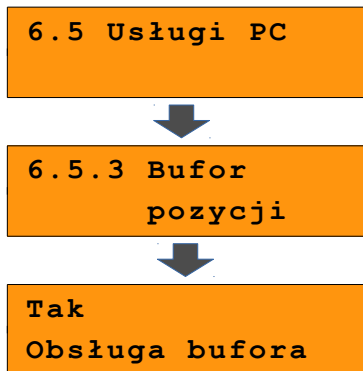 6.5 Usługi PC
6.5.3 Bufor
pozycji
Tak
Obsługa bufora